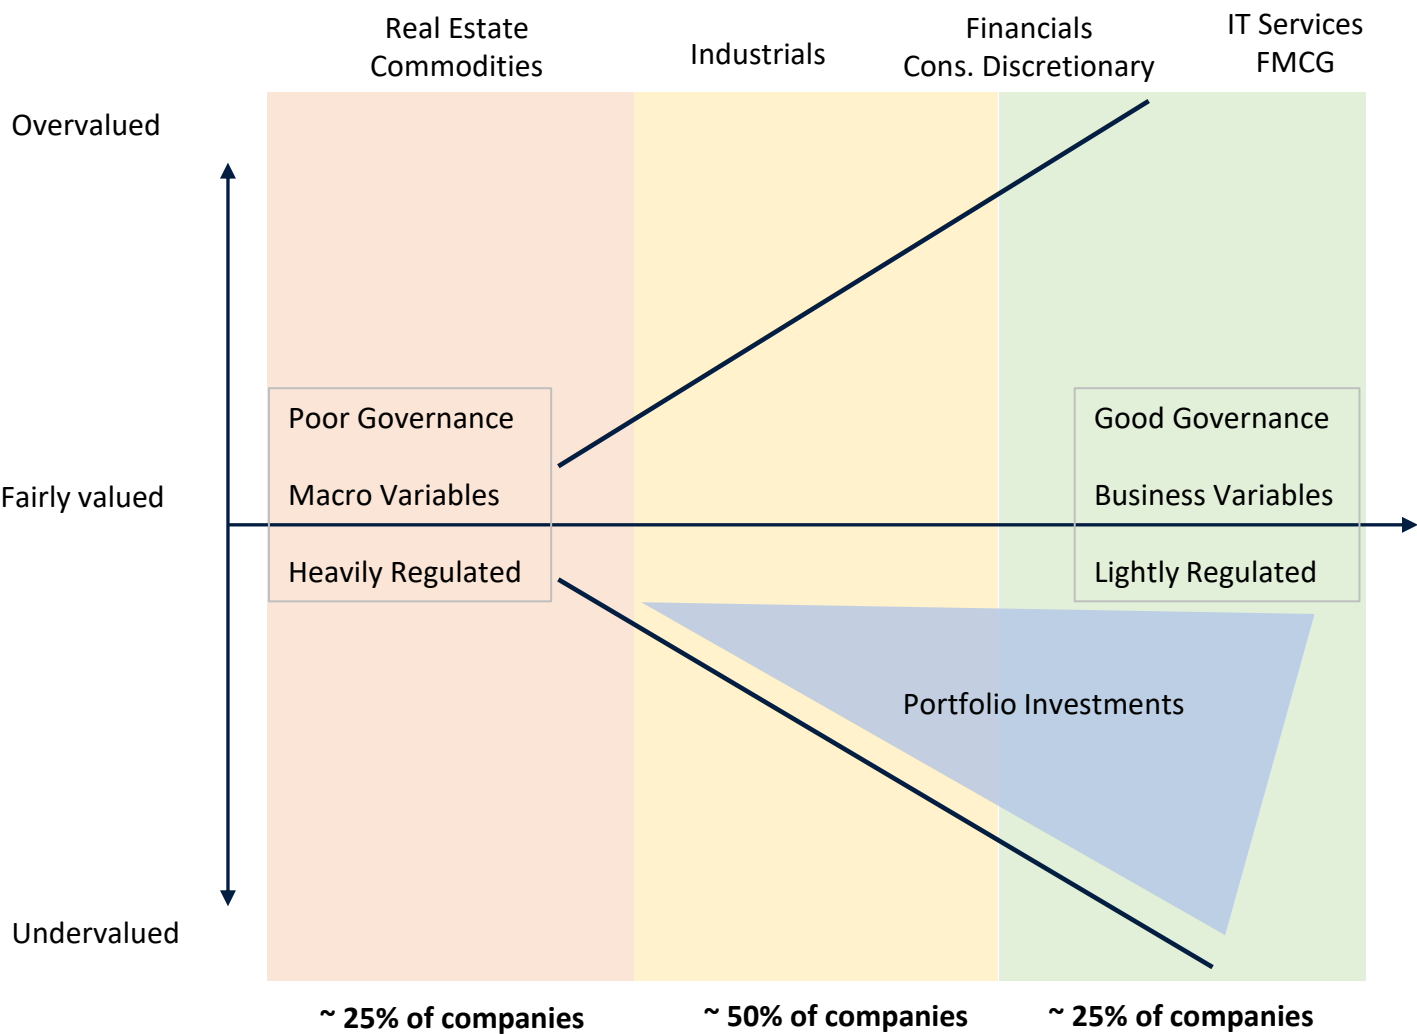 Real Estate
Commodities
Industrials
Financials
Cons. Discretionary
IT Services
FMCG
Overvalued
Poor Governance
Good Governance
Fairly valued
Macro Variables
Business Variables
Heavily Regulated
Lightly Regulated
Portfolio Investments
Undervalued
~ 25% of companies
~ 50% of companies
~ 25% of companies